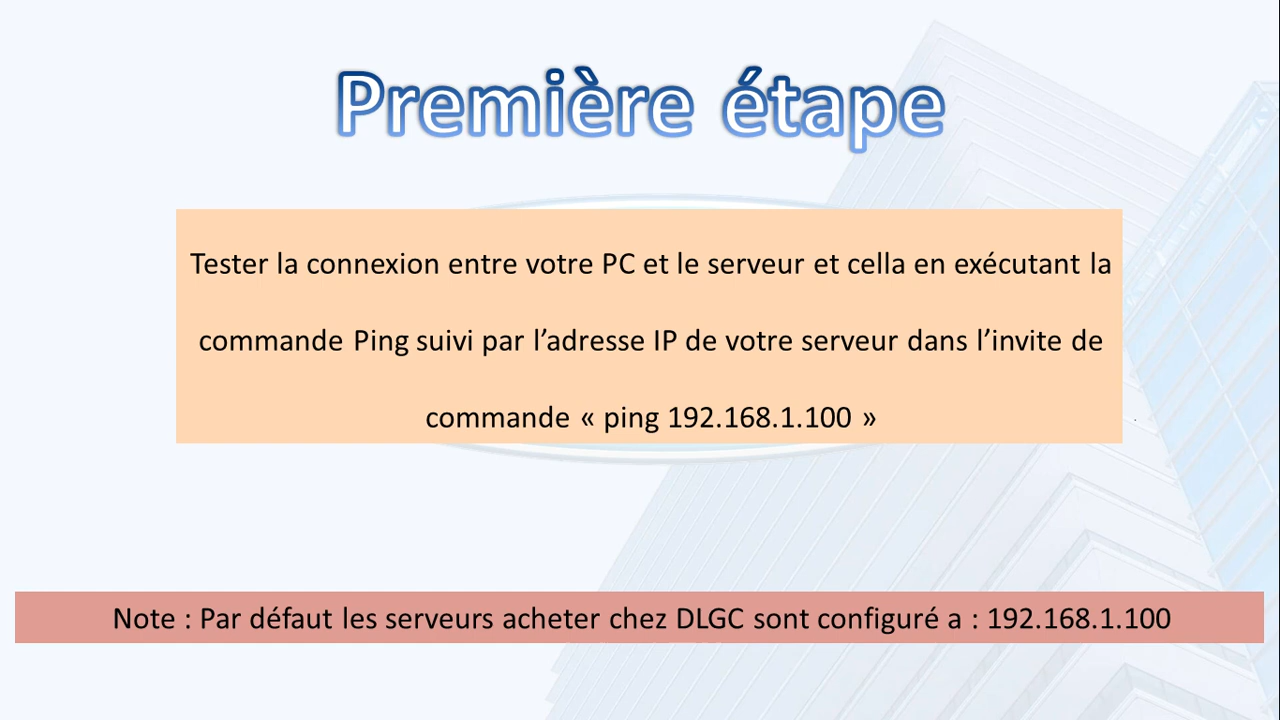 Première étape
Tester la connexion entre votre PC et le serveur et cella en exécutant la
commande Ping suivi par l’adresse IP de votre serveur dans l’invite de
commande « ping 192.168.1.100 »
Note : Par défaut les serveurs acheter chez DLGC sont configuré a : 192.168.1.100